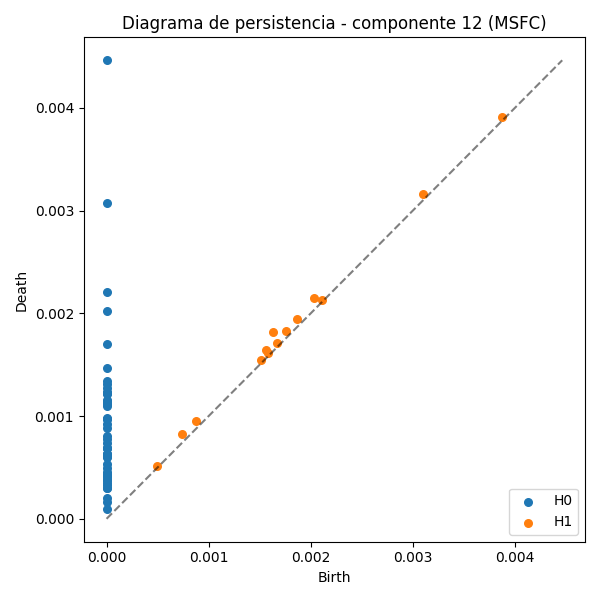 Diagrama de persistencia - componente 12 (MSFC)
Death
0.004
0.003
0.002
0.001
0.000
0.000 0.001 0.002 0.003 0.004
Birth
H0
H1